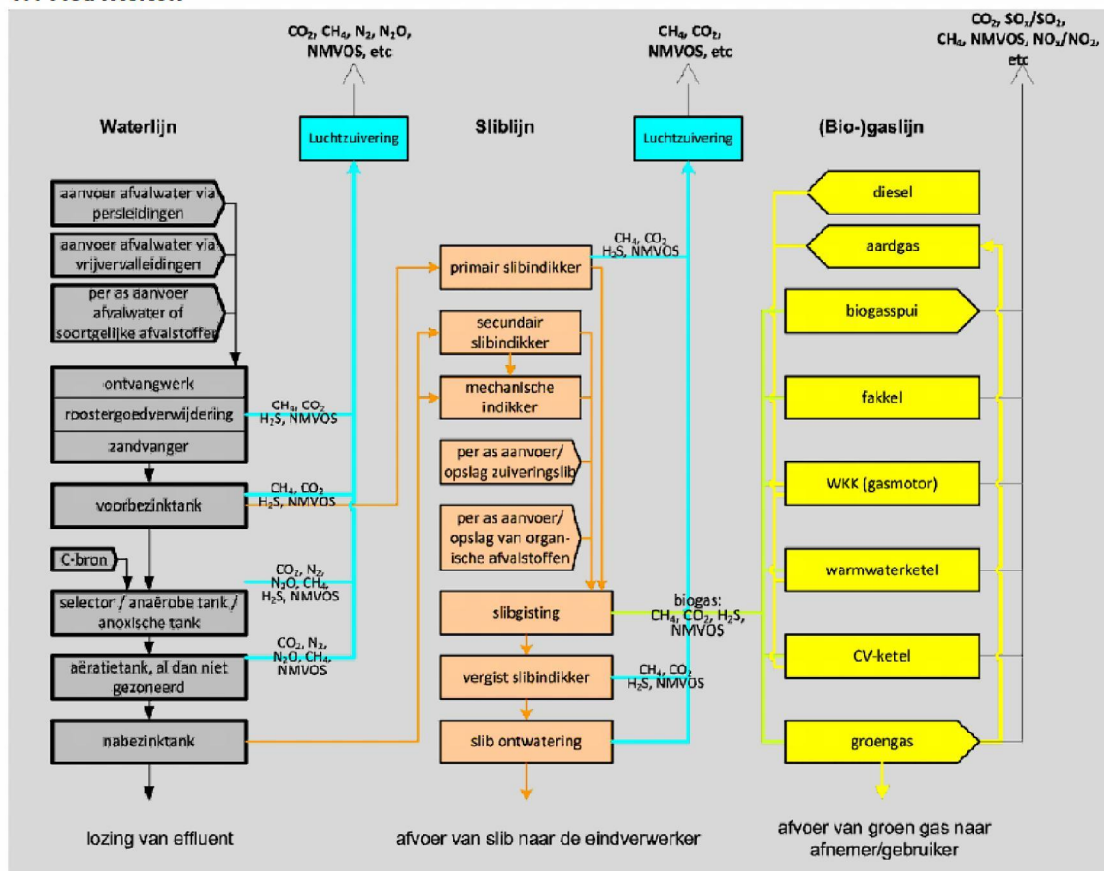 CO₂, CH₄, N₂, N₂O,
NMVOS, etc
CH₄, CO₂,
NMVOS, etc
CO₂, SOₓ/SO₂,
CH₄, NMVOS, NOₓ/NO₂,
etc
Waterlijn
Luchtzuivering
Sliblijn
Luchtzuivering
(Bio-)gaslijn
aanvoer afvalwater via
persleidingen
aanvoer afvalwater via
vrijvervalleidingen
per as aanvoer
afvalwater of
soortgelijke afvalstoffen
ontvangwerk
roostergoedverwijdering
zandvanger
CH₄, CO₂
H₂S, NMVOS
voorbezinktank
CH₄, CO₂
H₂S, NMVOS
C-bron
selector / anaërobe tank /
anoxische tank
CO₂, N₂,
N₂O, CH₄,
H₂S, NMVOS
aëratietank, al dan niet
gezoneerd
CO₂, N₂,
N₂O, CH₄,
NMVOS
nabezinktank
lozing van effluent
primair slibindikker
CH₄, CO₂
H₂S, NMVOS
secundair
slibindikker
mechanische
indikker
per as aanvoer/
opslag zuiveringslib
per as aanvoer/
opslag van organ-
ische afvalstoffen
slibgisting
biogas:
CH₄, CO₂, H₂S,
NMVOS
vergist slibindikker
CH₄, CO₂
H₂S, NMVOS
slib ontwatering
afvoer van slib naar de eindverwerker
diesel
aardgas
biogasspui
fakkel
WKK (gasmotor)
warmwaterketel
CV-ketel
groengas
afvoer van groen gas naar
afnemer/gebruiker